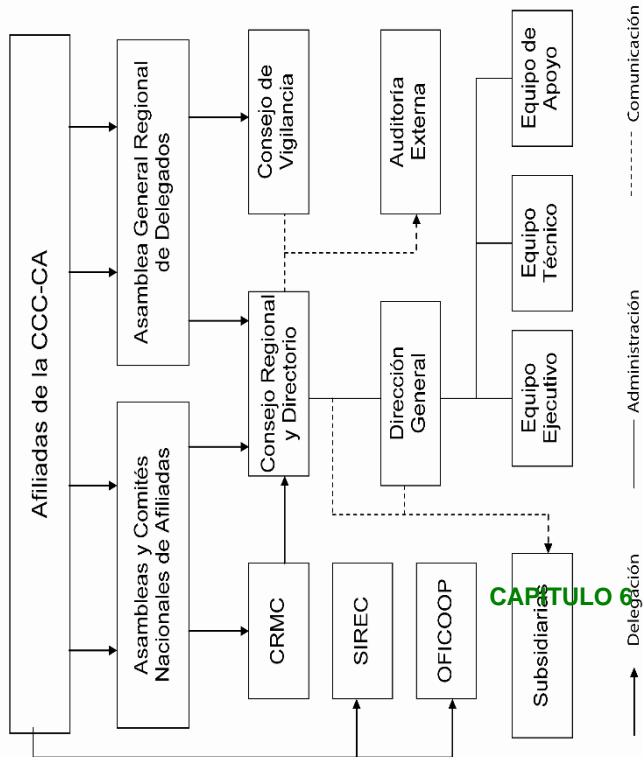 Afiliadas de la CCC-CA
Asambleas y Comités
Nacionales de Afiliadas
Asamblea General Regional
de Delegados
CRMC
Consejo Regional
y Directorio
Consejo de
Vigilancia
SIREC
OFICOOP
Dirección
General
Auditoría
Externa
Subsidiarias
Equipo
Ejecutivo
Equipo
Técnico
Equipo de
Apoyo
CAPÍTULO 6
Delegación
Administración
Comunicación